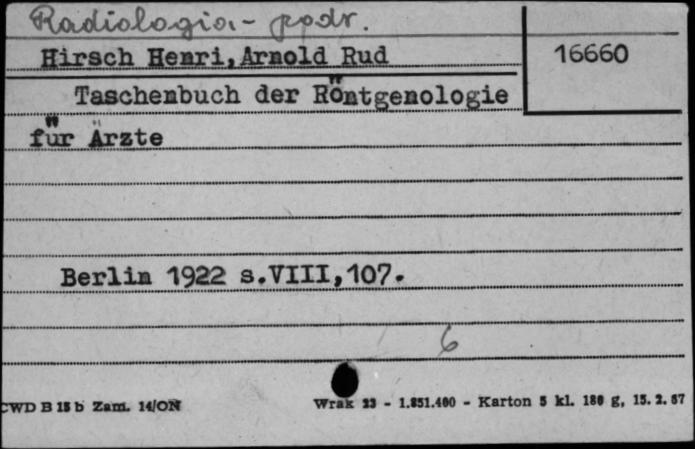 Radiologia - podr.
Hirsch Henri,Arnold Rud
16660
Taschenbuch der Röntgenologie
für Ärzte
Berlin 1922 s.VIII,107.
6
CWD B 15 b Zam. 14/ON
Wrak 23 - 1.851.400 - Karton 5 kl. 180 g, 15. 2. 57